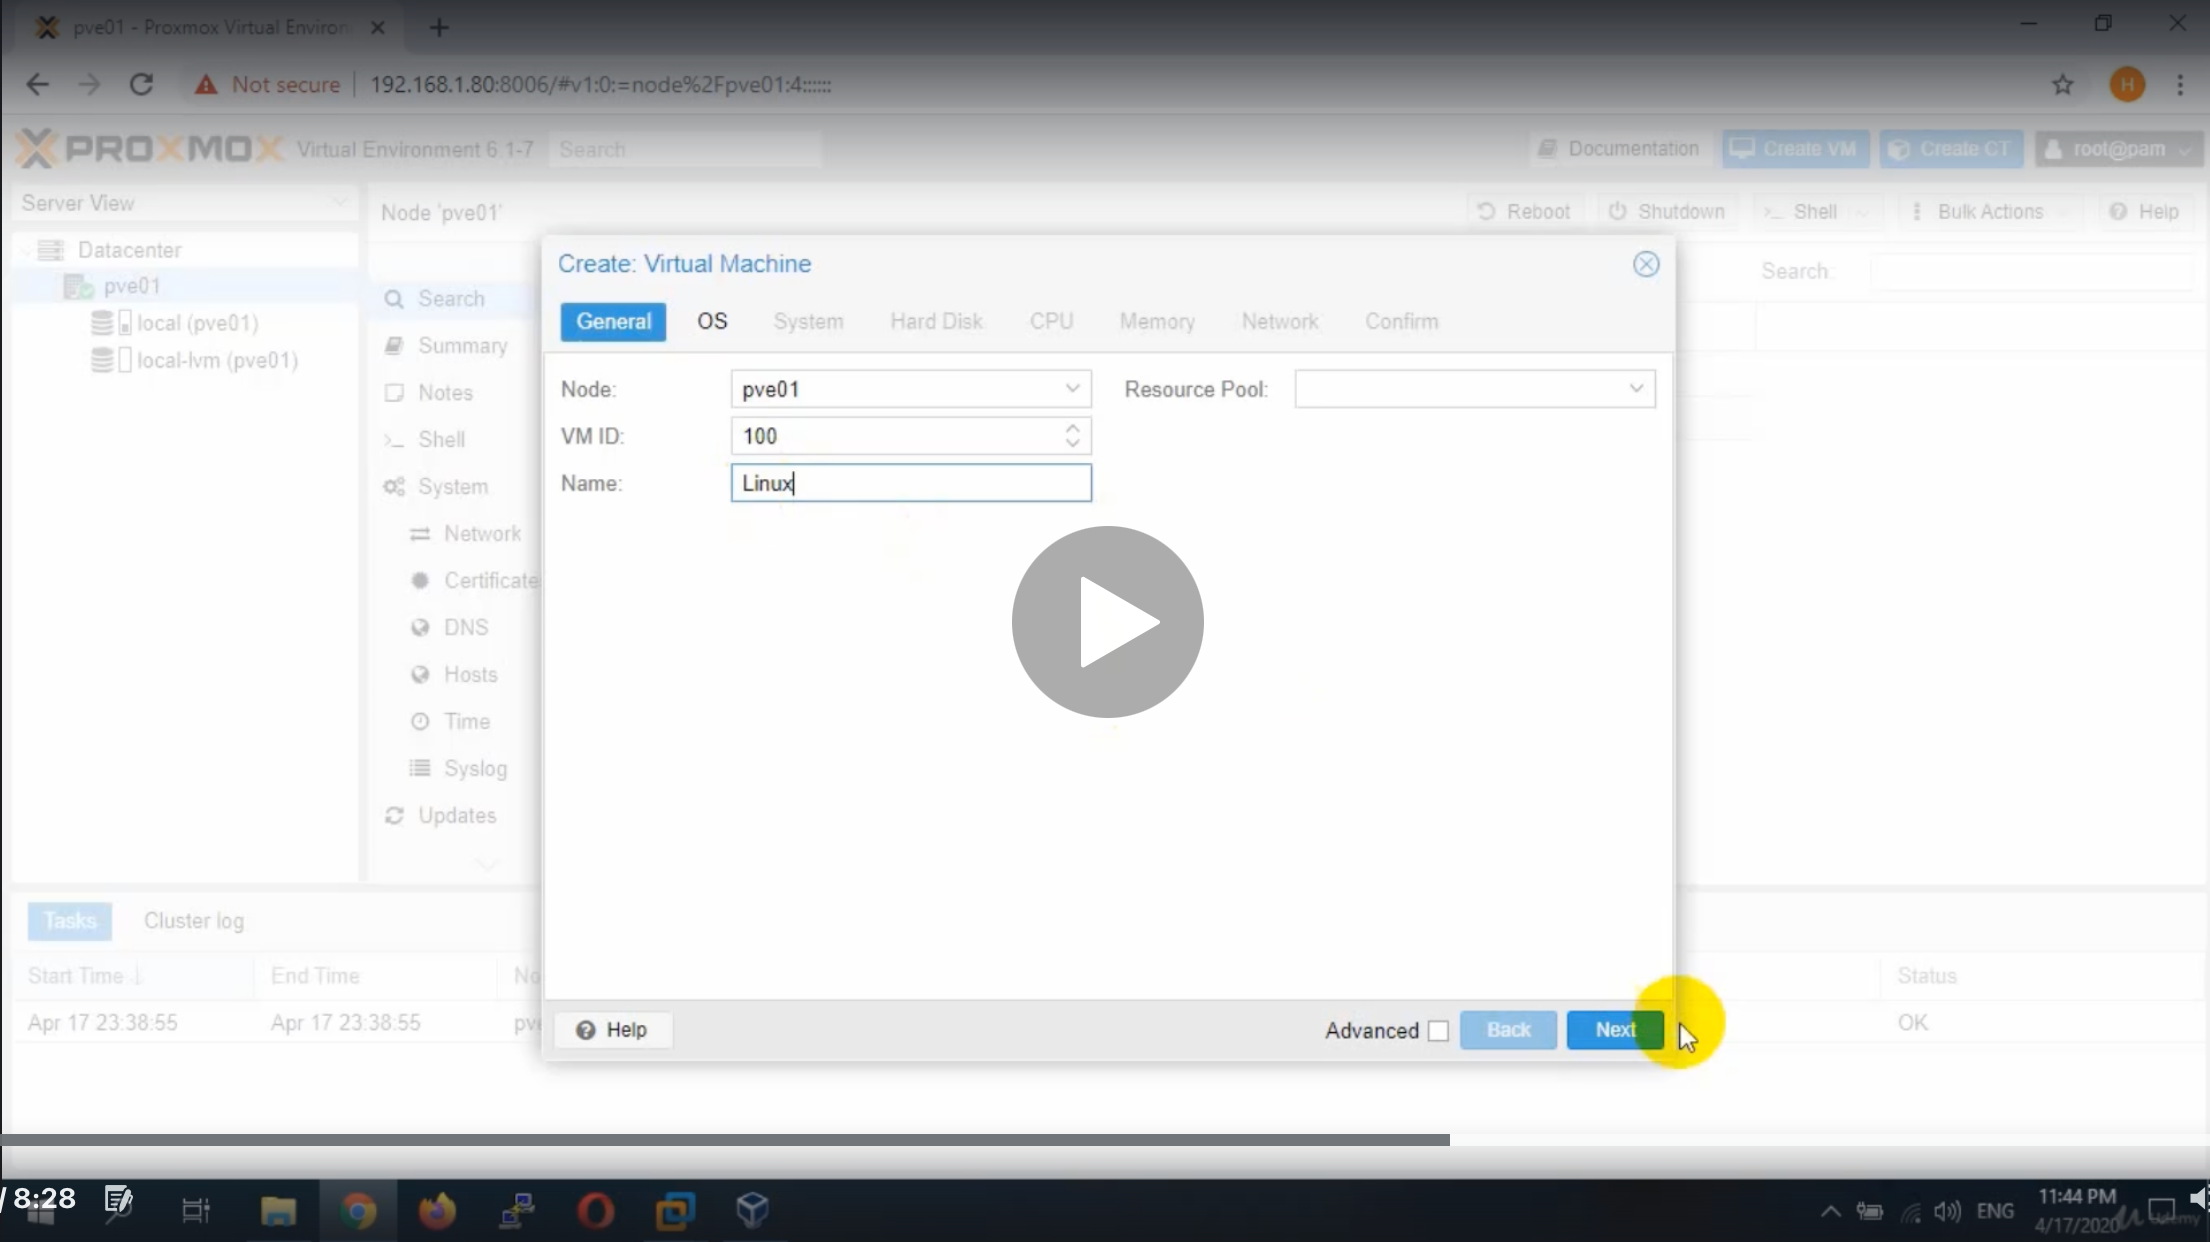 pve01 - Proxmox Virtual Environ
Not secure | 192.168.1.80:8006/#v1:0:=node%2Fpve01:4::::::
H
PROXMOX Virtual Environment 6.1-7 Search Documentation Create VM Create CT root@pam
Server View
Node 'pve01' Reboot Shutdown Shell Bulk Actions Help
Datacenter
pve01
local (pve01)
local-lvm (pve01)
Search
Summary
Notes
Shell
System
Network
Certificate
DNS
Hosts
Time
Syslog
Updates
Search:
Create: Virtual Machine
General OS System Hard Disk CPU Memory Network Confirm
Node: pve01 Resource Pool:
VM ID: 100
Name: Linux
Help Advanced Back Next
Tasks Cluster log
Start Time End Time No Status
Apr 17 23:38:55 Apr 17 23:38:55 pve OK
/ 8:28
ENG 11:44 PM
4/17/2020
udemy